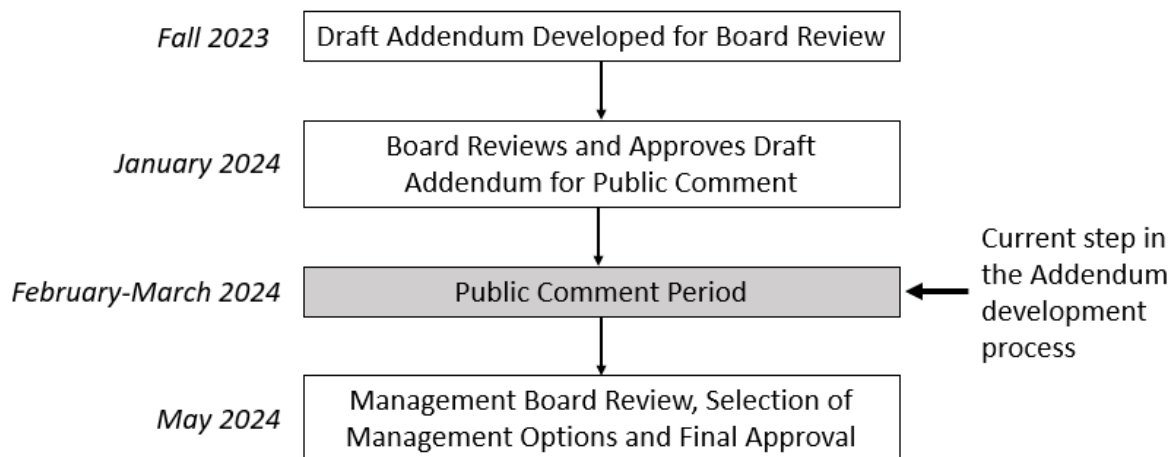 Fall 2023
Draft Addendum Developed for Board Review
January 2024
Board Reviews and Approves Draft
Addendum for Public Comment
February-March 2024
Public Comment Period
Current step in
the Addendum
development
process
May 2024
Management Board Review, Selection of
Management Options and Final Approval